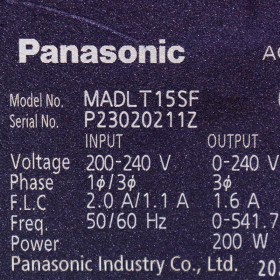 Panasonic AC
Model No. MADLT15SF
Serial No. P23020211Z
INPUT OUTPUT
Voltage 200-240 V 0-240 V
Phase 1ϕ/3ϕ 3ϕ
F.L.C 2.0 A/1.1 A 1.6 A
Freq. 50/60 Hz 0-541.7
Power 200 W
Panasonic Industry Co., Ltd. 20